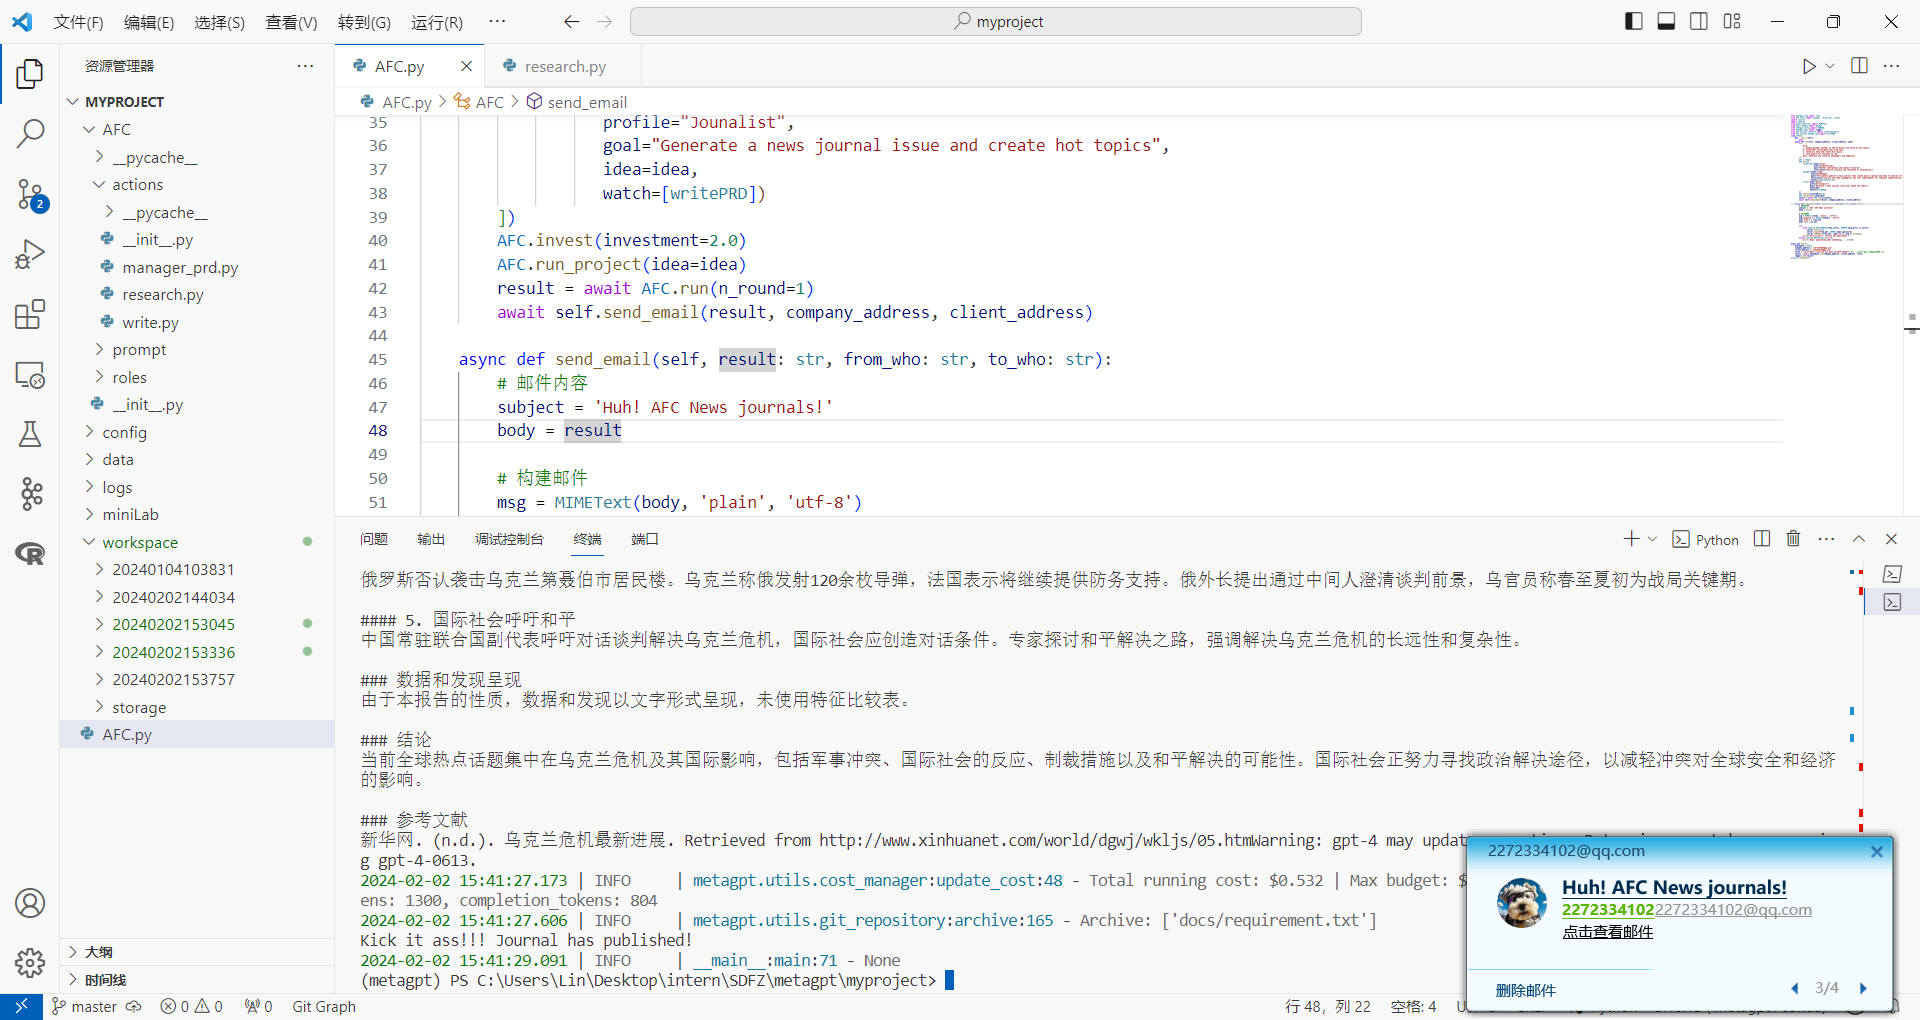 文件(F) 编辑(E) 选择(S) 查看(V) 转到(G) 运行(R) ···
myproject
资源管理器
MYPROJECT
AFC
__pycache__
actions
__pycache__
__init__.py
manager_prd.py
research.py
write.py
prompt
roles
__init__.py
config
data
logs
miniLab
workspace
20240104103831
20240202144034
20240202153045
20240202153336
20240202153757
storage
AFC.py
大纲
时间线
2
AFC.py
research.py
AFC.py > AFC > send_email
35 profile="Jounalist",
36 goal="Generate a news journal issue and create hot topics",
37 idea=idea,
38 watch=[writePRD])
39 ])
40 AFC.invest(investment=2.0)
41 AFC.run_project(idea=idea)
42 result = await AFC.run(n_round=1)
43 await self.send_email(result, company_address, client_address)
44
45 async def send_email(self, result: str, from_who: str, to_who: str):
46 # 邮件内容
47 subject = 'Huh! AFC News journals!'
48 body = result
49
50 # 构建邮件
51 msg = MIMEText(body, 'plain', 'utf-8')
问题 输出 调试控制台 终端 端口
Python
俄罗斯否认袭击乌克兰第聂伯市居民楼。乌克兰称俄发射120余枚导弹，法国表示将继续提供防务支持。俄外长提出通过中间人澄清谈判前景，乌官员称春至夏初为战局关键期。
#### 5. 国际社会呼吁和平
中国常驻联合国副代表呼吁对话谈判解决乌克兰危机，国际社会应创造对话条件。专家探讨和平解决之路，强调解决乌克兰危机的长远性和复杂性。
### 数据和发现呈现
由于本报告的性质，数据和发现以文字形式呈现，未使用特征比较表。
### 结论
当前全球热点话题集中在乌克兰危机及其国际影响，包括军事冲突、国际社会的反应、制裁措施以及和平解决的可能性。国际社会正努力寻找政治解决途径，以减轻冲突对全球安全和经济
的影响。
### 参考文献
新华网. (n.d.). 乌克兰危机最新进展. Retrieved from http://www.xinhuanet.com/world/dgwj/wkljs/05.htmWarning: gpt-4 may updat
g gpt-4-0613.
2024-02-02 15:41:27.173 | INFO | metagpt.utils.cost_manager:update_cost:48 - Total running cost: $0.532 | Max budget: $
ens: 1300, completion_tokens: 804
2024-02-02 15:41:27.606 | INFO | metagpt.utils.git_repository:archive:165 - Archive: ['docs/requirement.txt']
Kick it ass!!! Journal has published!
2024-02-02 15:41:29.091 | INFO | __main__:main:71 - None
(metagpt) PS C:\Users\Lin\Desktop\intern\SDFZ\metagpt\myproject>
2272334102@qq.com
Huh! AFC News journals!
22723341022272334102@qq.com
点击查看邮件
删除邮件
3/4
master 0 0 0 Git Graph
行 48，列 22 空格: 4